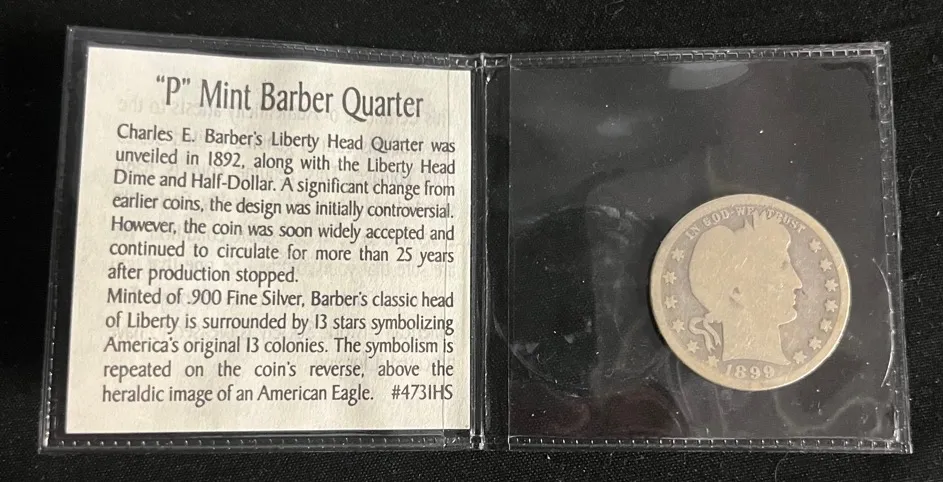 "P" Mint Barber Quarter
Charles E. Barber's Liberty Head Quarter was
unveiled in 1892, along with the Liberty Head
Dime and Half-Dollar. A significant change from
earlier coins, the design was initially controversial.
However, the coin was soon widely accepted and
continued to circulate for more than 25 years
after production stopped.
Minted of .900 Fine Silver, Barber's classic head
of Liberty is surrounded by 13 stars symbolizing
America's original 13 colonies. The symbolism is
repeated on the coin's reverse, above the
heraldic image of an American Eagle. #4731HS
IN GOD WE TRUST
1899